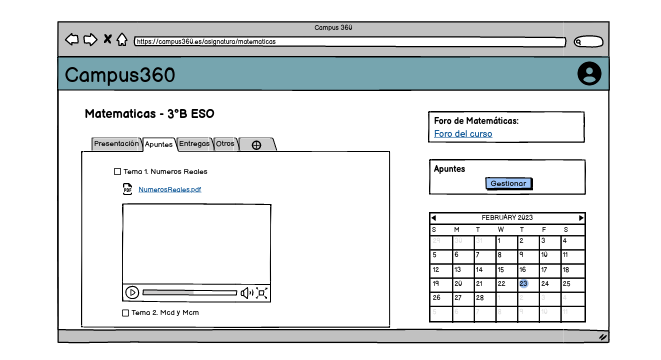 Campus 360
https://campus360.es/asignatura/matematicas
Campus360
Matematicas - 3°B ESO
Presentación Apuntes Entregas Otros
Tema 1. Numeros Reales
PDF NumerosReales.pdf
Tema 2. Mcd y Mcm
Foro de Matemáticas:
Foro del curso
Apuntes
Gestionar
FEBRUARY 2023
S M T W T F S
29 30 31 1 2 3 4
5 6 7 8 9 10 11
12 13 14 15 16 17 18
19 20 21 22 23 24 25
26 27 28 1 2 3 4
5 6 7 8 9 10 11